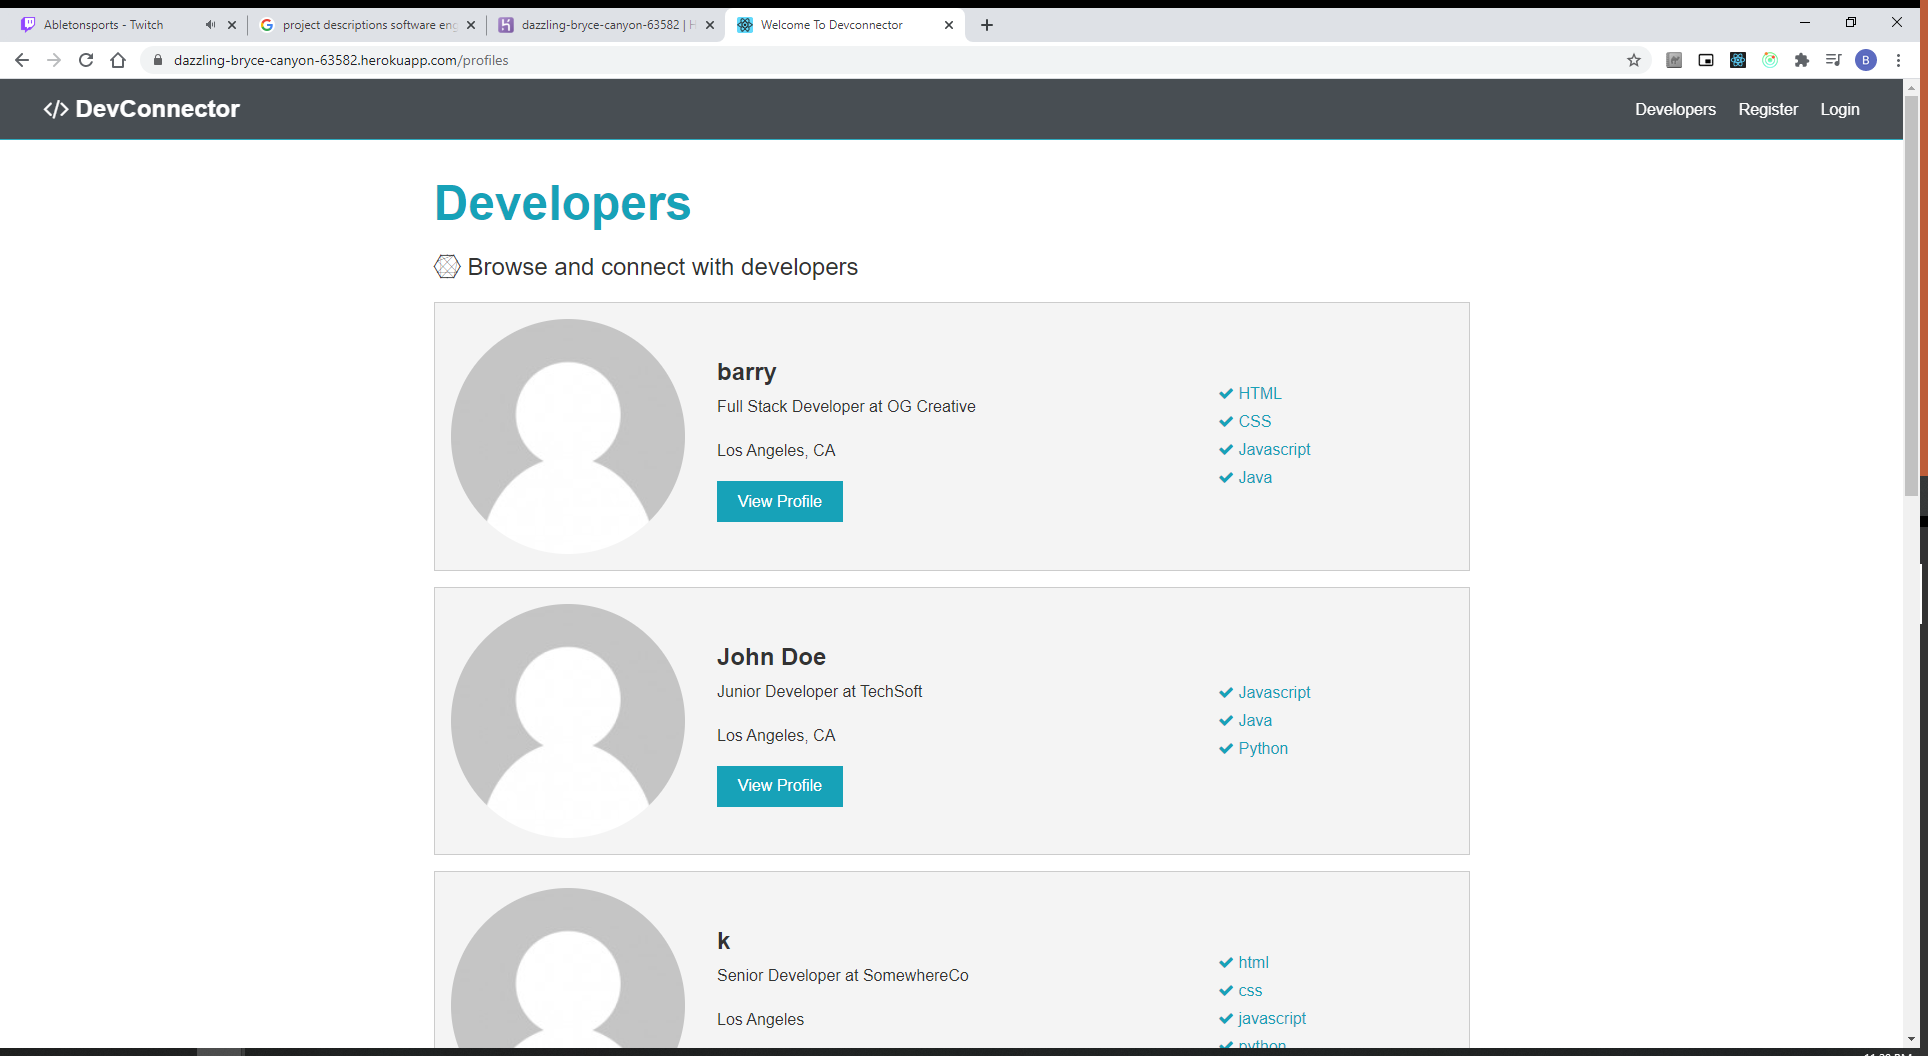 Abletonsports - Twitch
project descriptions software eng
dazzling-bryce-canyon-63582 | H
Welcome To Devconnector
dazzling-bryce-canyon-63582.herokuapp.com/profiles
B
</> DevConnector
Developers
Register
Login
Developers
Browse and connect with developers
barry
Full Stack Developer at OG Creative
Los Angeles, CA
View Profile
HTML
CSS
Javascript
Java
John Doe
Junior Developer at TechSoft
Los Angeles, CA
View Profile
Javascript
Java
Python
k
Senior Developer at SomewhereCo
Los Angeles
html
css
javascript
python